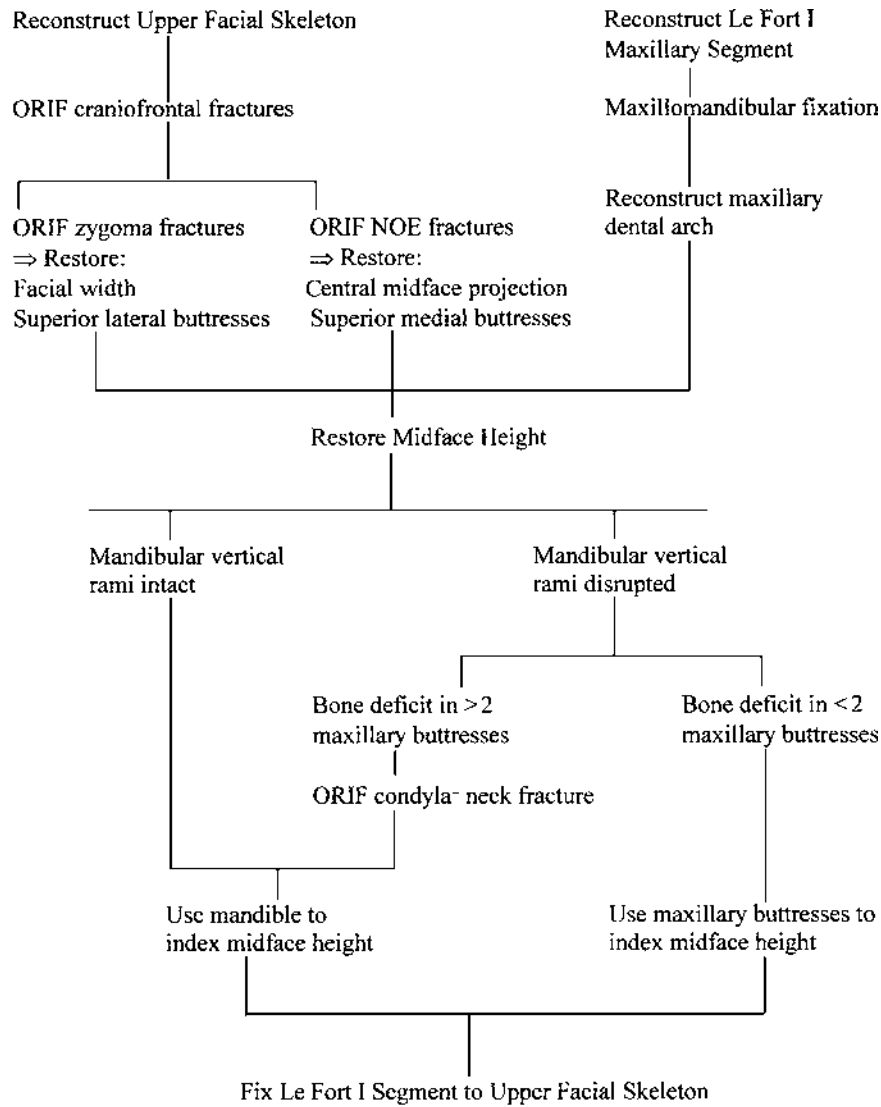 Reconstruct Upper Facial Skeleton
Reconstruct Le Fort I
Maxillary Segment
ORIF craniofrontal fractures
Maxillomandibular fixation
Reconstruct maxillary
dental arch
ORIF zygoma fractures
⇒ Restore:
Facial width
Superior lateral buttresses
ORIF NOE fractures
⇒ Restore:
Central midface projection
Superior medial buttresses
Restore Midface Height
Mandibular vertical
rami intact
Mandibular vertical
rami disrupted
Bone deficit in >2
maxillary buttresses
Bone deficit in <2
maxillary buttresses
ORIF condyla- neck fracture
Use mandible to
index midface height
Use maxillary buttresses to
index midface height
Fix Le Fort I Segment to Upper Facial Skeleton